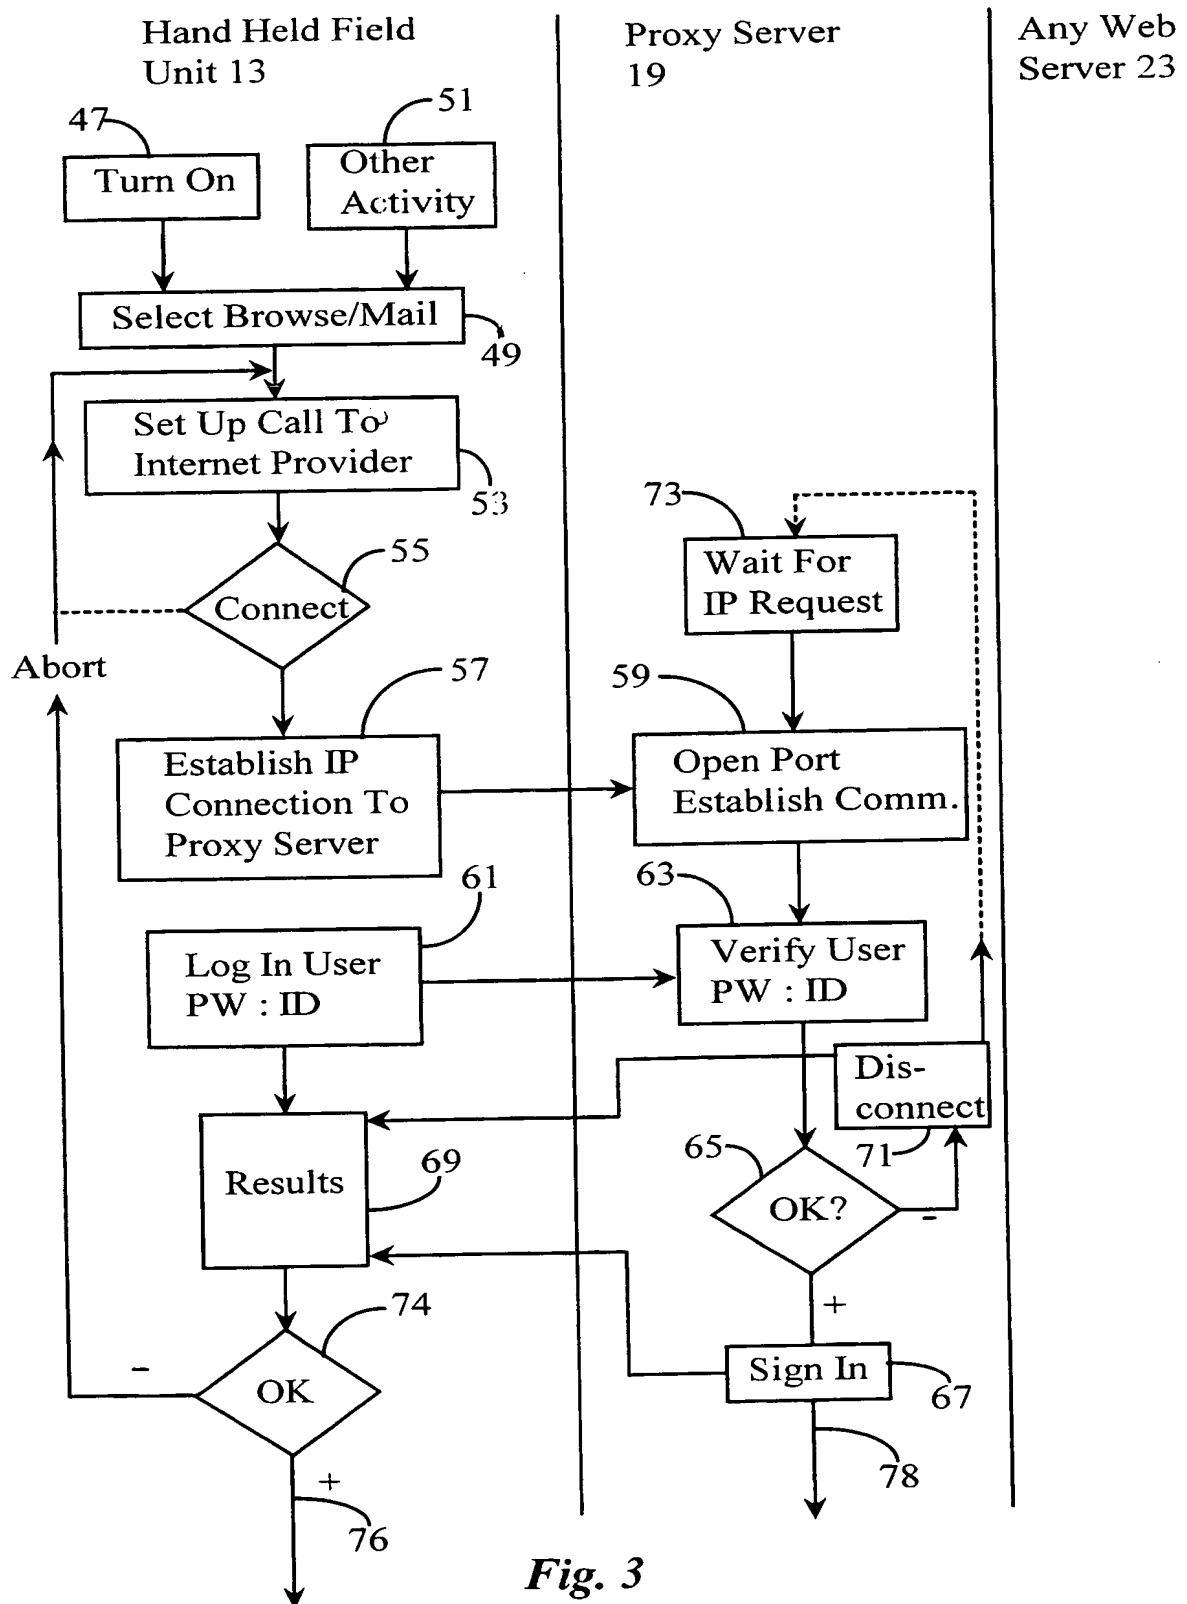 Hand Held Field
Unit 13
Proxy Server
19
Any Web
Server 23
47
51
Turn On
Other
Activity
Select Browse/Mail
49
Set Up Call To
Internet Provider
53
55
Connect
Abort
57
Establish IP
Connection To
Proxy Server
73
Wait For
IP Request
59
Open Port
Establish Comm.
61
63
Log In User
PW : ID
Verify User
PW : ID
Dis-
connect
71
65
OK?
-
+
Results
69
74
OK
-
+
76
Sign In
67
78
Fig. 3